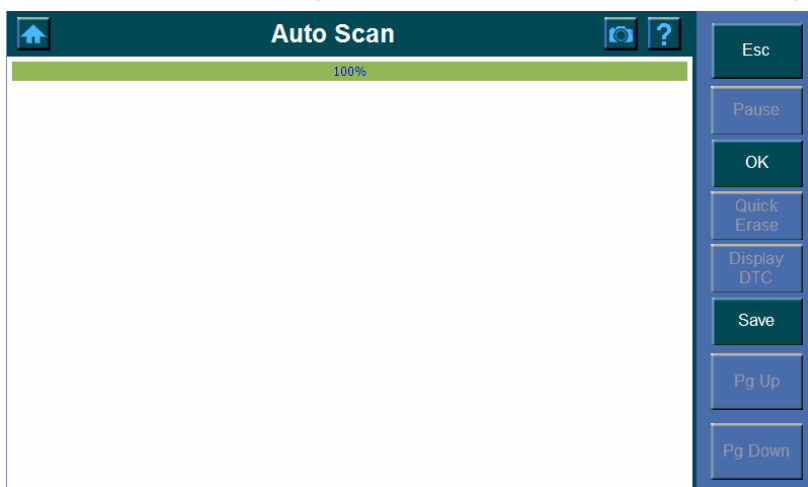 Auto Scan
?
100%
Esc
Pause
OK
Quick
Erase
Display
DTC
Save
Pg Up
Pg Down